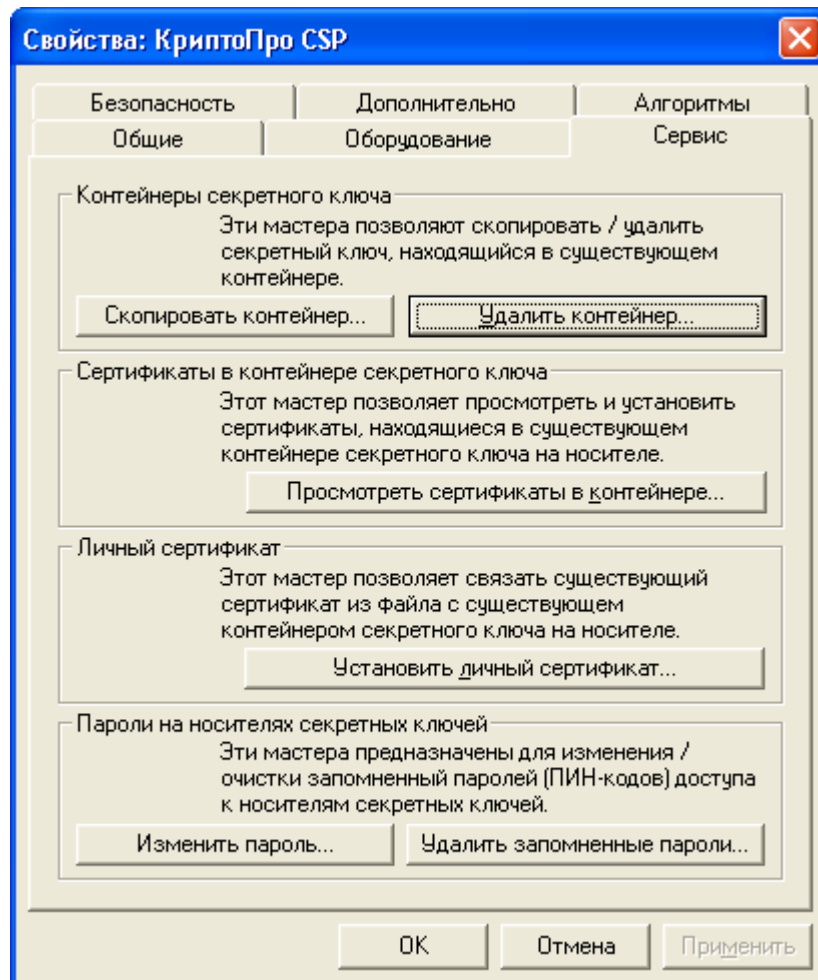 Свойства: КриптоПро CSP
Безопасность Дополнительно Алгоритмы
Общие Оборудование Сервис
Контейнеры секретного ключа
Эти мастера позволяют скопировать / удалить
секретный ключ, находящийся в существующем
контейнере.
Скопировать контейнер... Удалить контейнер...
Сертификаты в контейнере секретного ключа
Этот мастер позволяет просмотреть и установить
сертификаты, находящиеся в существующем
контейнере секретного ключа на носителе.
Просмотреть сертификаты в контейнере...
Личный сертификат
Этот мастер позволяет связать существующий
сертификат из файла с существующем
контейнером секретного ключа на носителе.
Установить личный сертификат...
Пароли на носителях секретных ключей
Эти мастера предназначены для изменения /
очистки запомненный паролей (ПИН-кодов) доступа
к носителям секретных ключей.
Изменить пароль... Удалить запомненные пароли...
ОК Отмена Применить